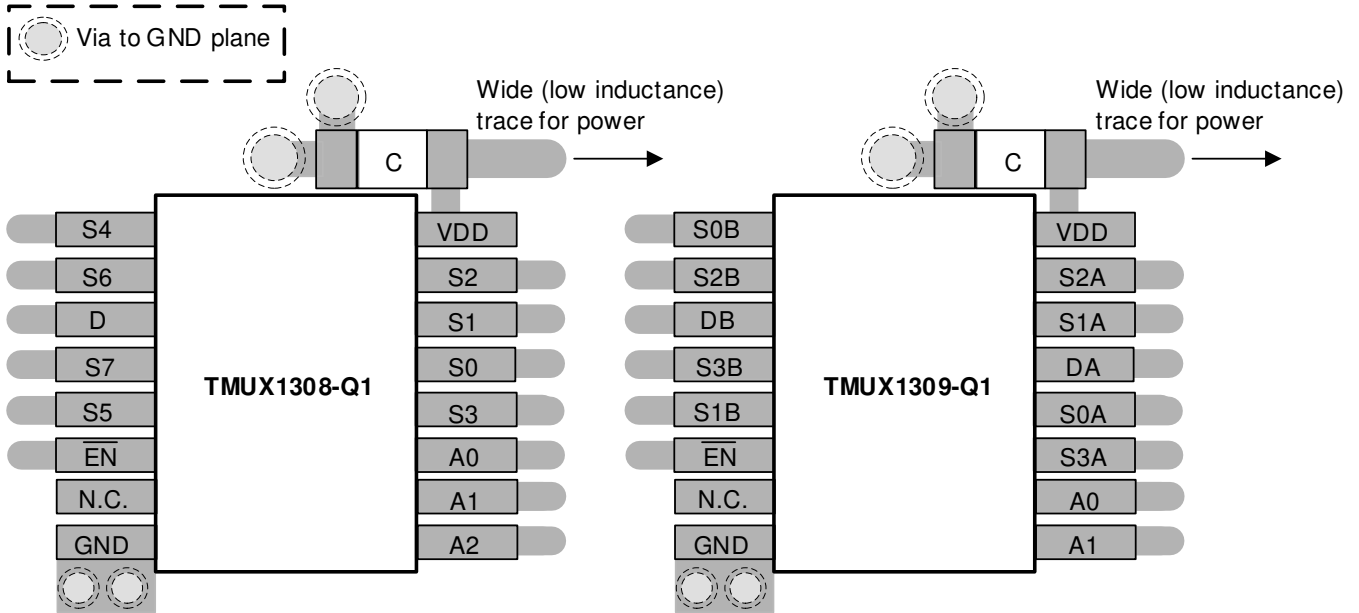 Via to GND plane
Wide (low inductance)
trace for power
C
S4
S6
D
S7
S5
EN
N.C.
GND
TMUX1308-Q1
VDD
S2
S1
S0
S3
A0
A1
A2
Wide (low inductance)
trace for power
C
S0B
S2B
DB
S3B
S1B
EN
N.C.
GND
TMUX1309-Q1
VDD
S2A
S1A
DA
S0A
S3A
A0
A1